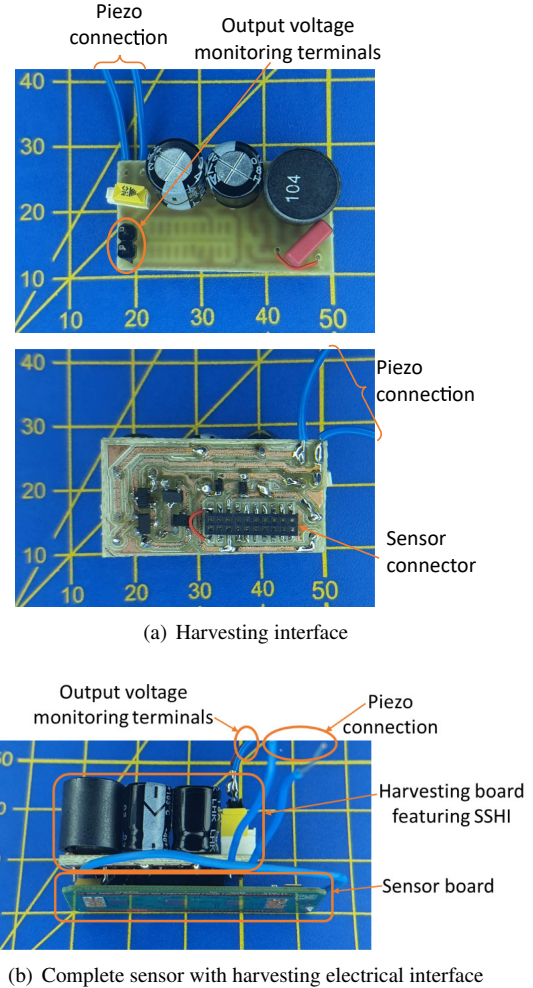 Piezo
connection
Output voltage
monitoring terminals
40
30
20
10
104
10
20
30
40
50
Piezo
connection
40
30
20
10
10
20
30
40
50
Sensor
connector
(a) Harvesting interface
Output voltage
monitoring terminals
Piezo
connection
Harvesting board
featuring SSHI
Sensor board
(b) Complete sensor with harvesting electrical interface